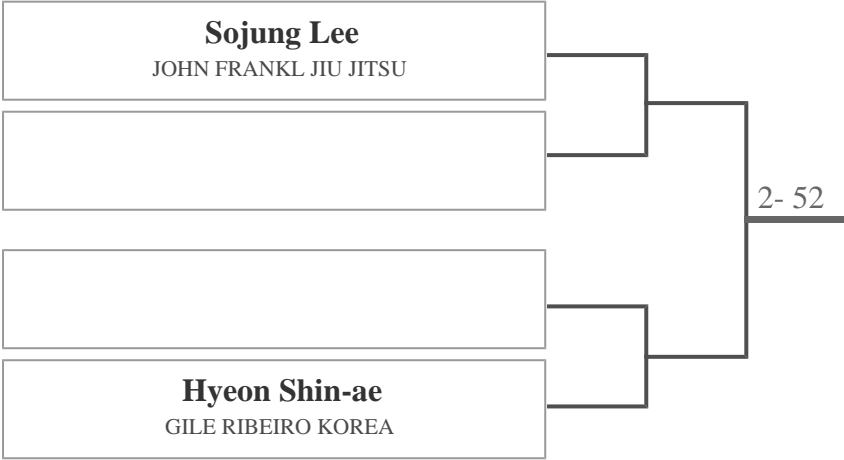 Sojung Lee
JOHN FRANKL JIU JITSU
2- 52
Hyeon Shin-ae
GILE RIBEIRO KOREA